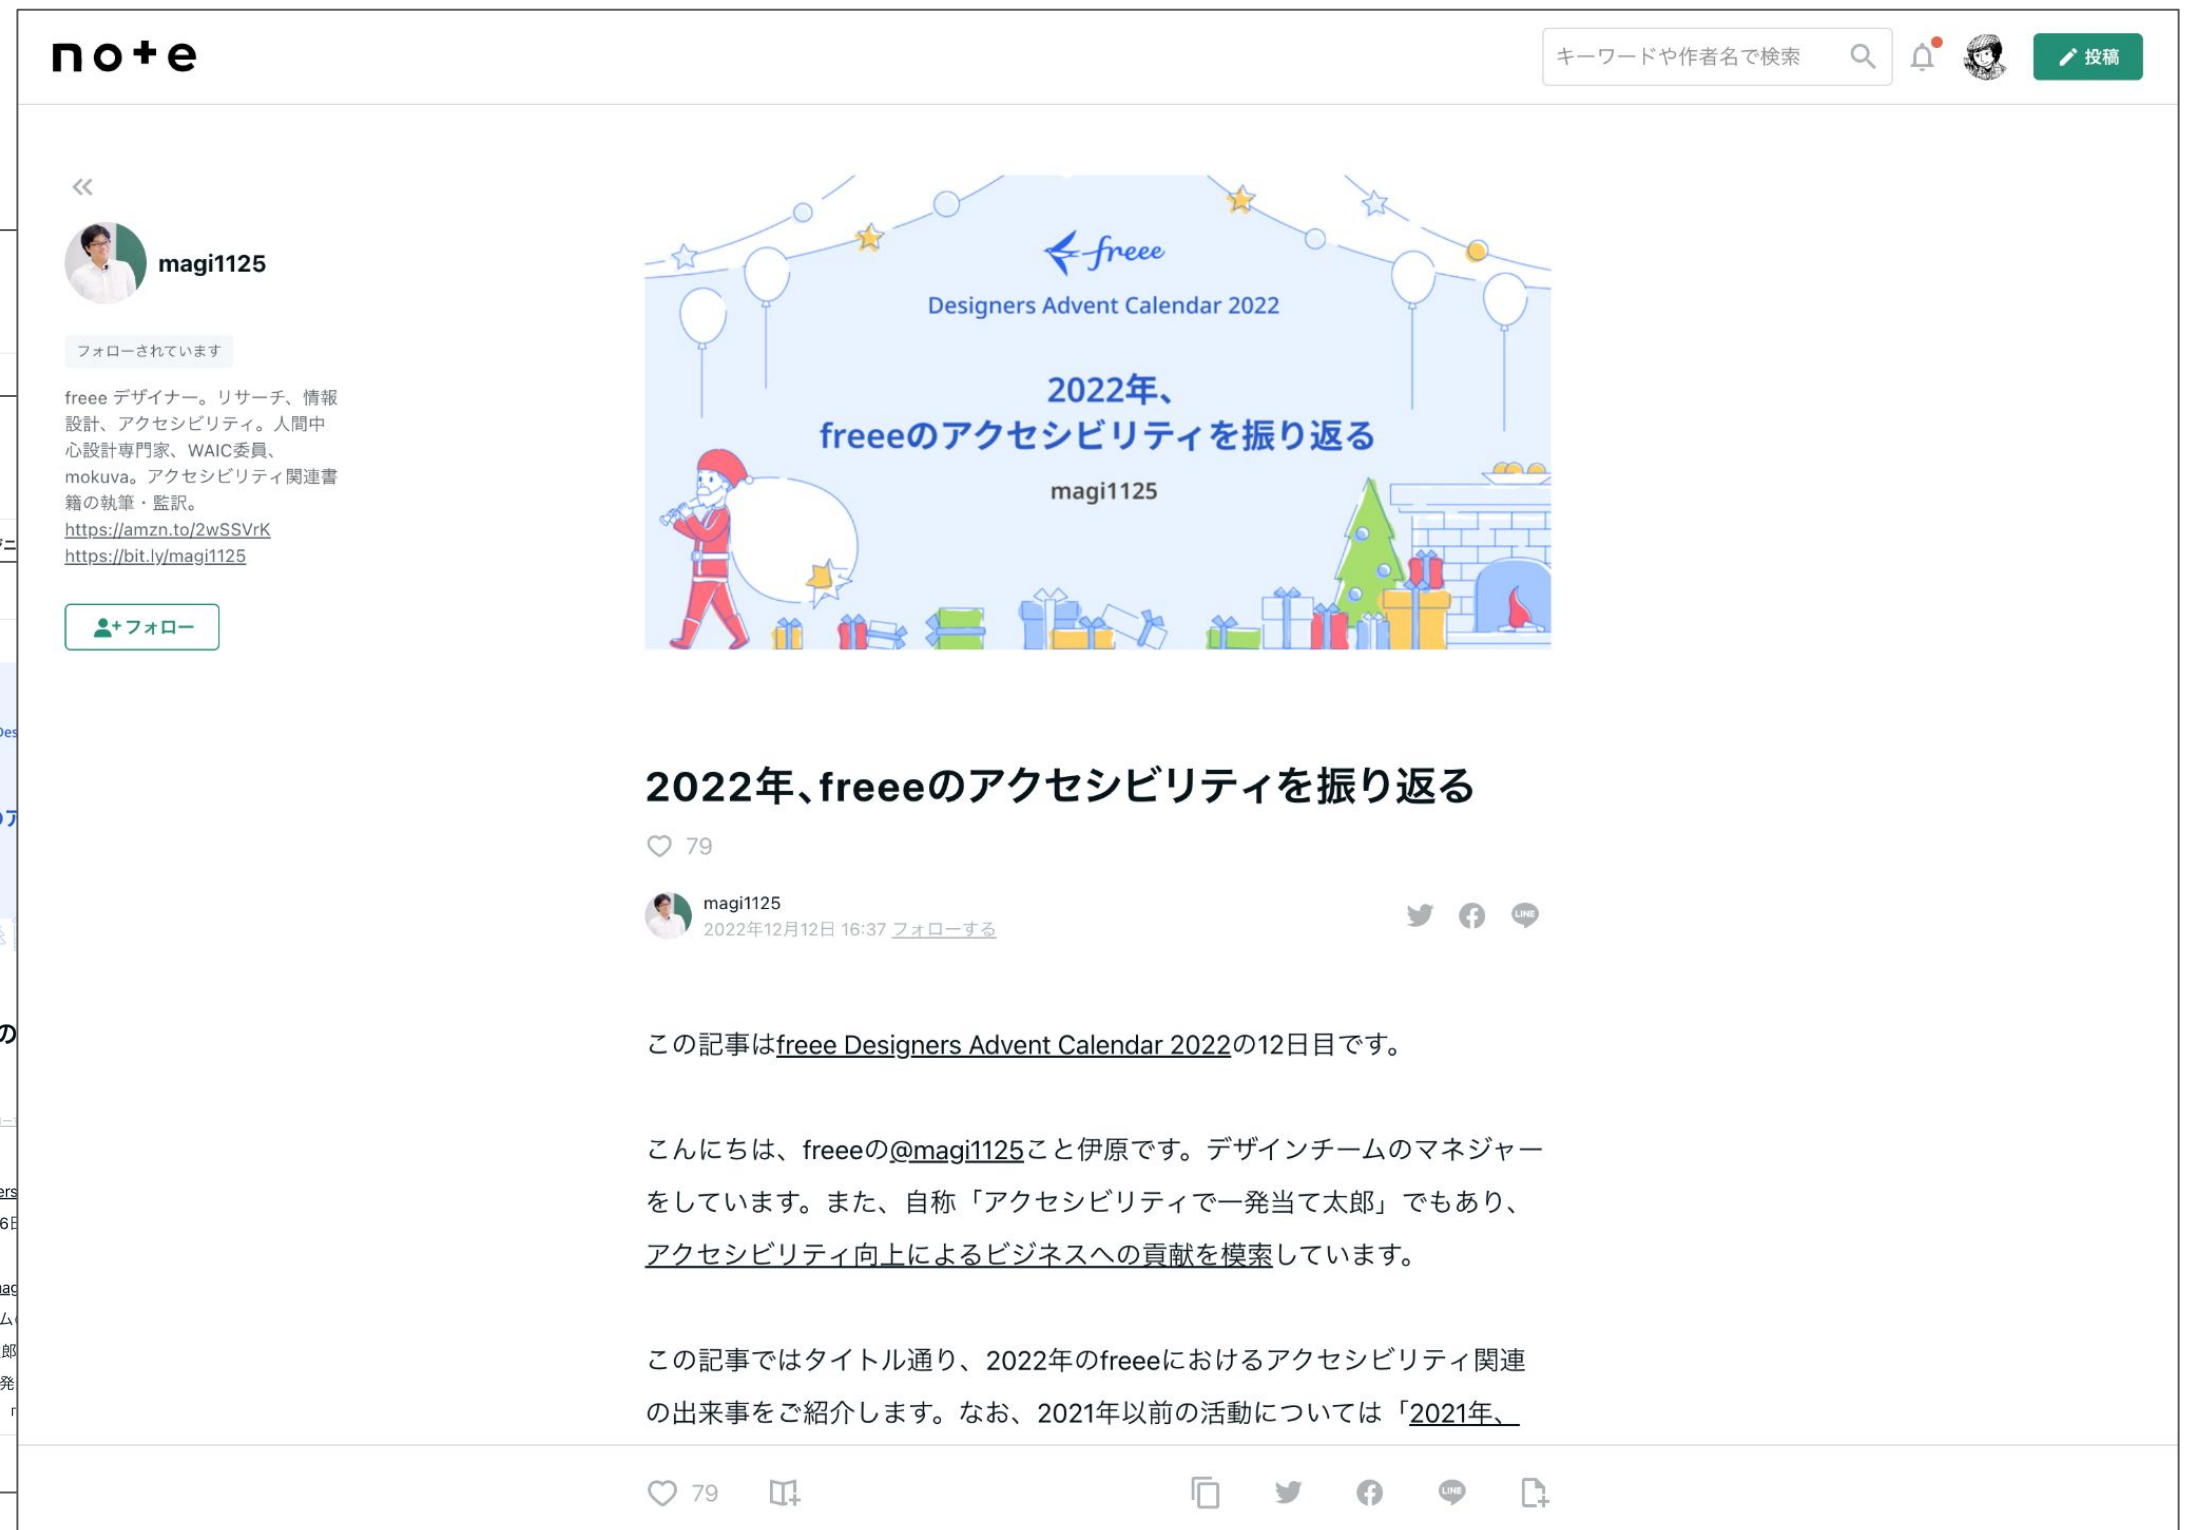 note
キーワードや作者名で検索
投稿
magi1125
フォローされています
freee デザイナー。リサーチ、情報
設計、アクセシビリティ。人間中
心設計専門家、WAIC委員、
mokuva。アクセシビリティ関連書
籍の執筆・監訳。
https://amzn.to/2wSSVrK
https://bit.ly/magi1125
フォロー
freee
Designers Advent Calendar 2022
2022年、
freeeのアクセシビリティを振り返る
magi1125
2022年、freeeのアクセシビリティを振り返る
79
magi1125
2022年12月12日 16:37 フォローする
LINE
この記事はfreee Designers Advent Calendar 2022の12日目です。
こんにちは、freeeの@magi1125こと伊原です。デザインチームのマネジャー
をしています。また、自称「アクセシビリティで一発当て太郎」でもあり、
アクセシビリティ向上によるビジネスへの貢献を模索しています。
この記事ではタイトル通り、2022年のfreeeにおけるアクセシビリティ関連
の出来事をご紹介します。なお、2021年以前の活動については「2021年、
79
LINE